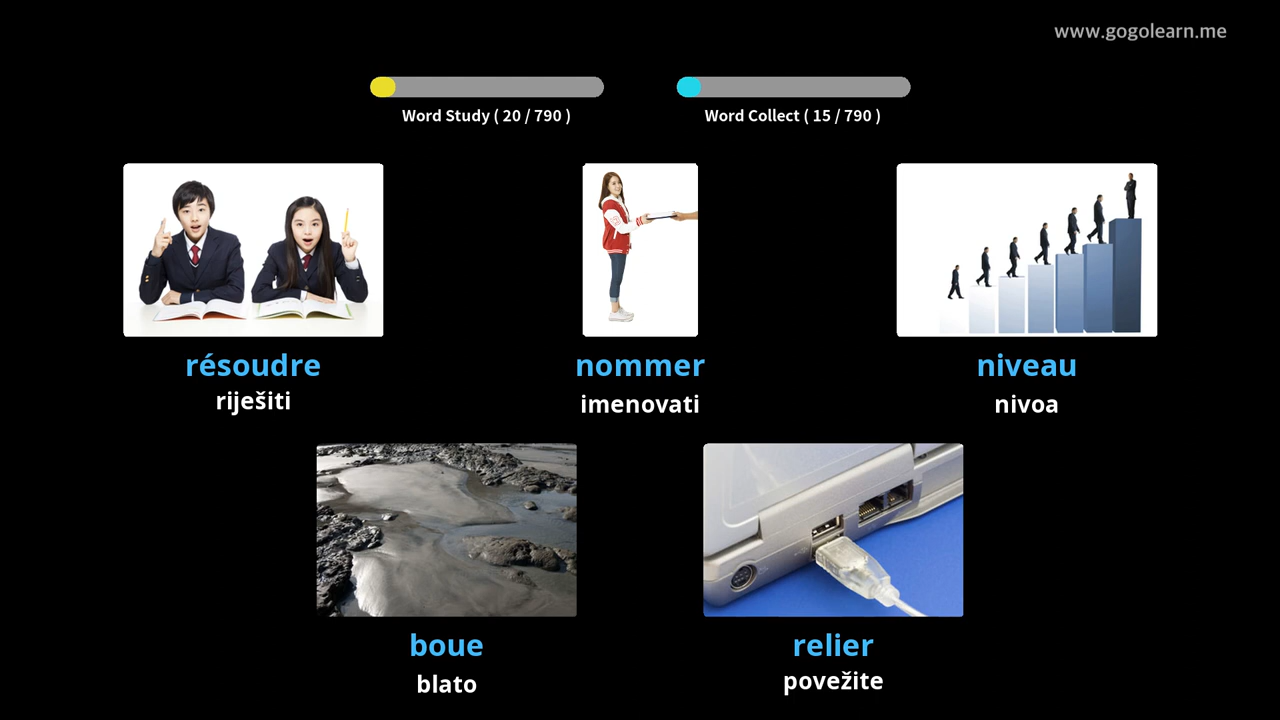 www.gogolearn.me
Word Study ( 20 / 790 )
Word Collect ( 15 / 790 )
résoudre
riješiti
nommer
imenovati
niveau
nivoa
boue
blato
relier
povežite